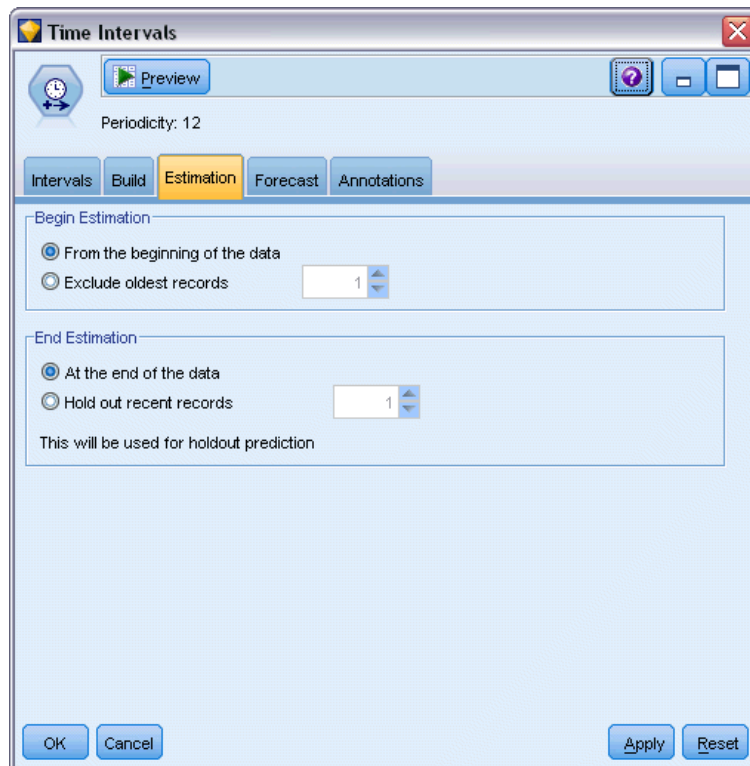 Time Intervals
Preview
Periodicity: 12
Intervals Build Estimation Forecast Annotations
Begin Estimation
From the beginning of the data
Exclude oldest records 1
End Estimation
At the end of the data
Hold out recent records 1
This will be used for holdout prediction
OK Cancel Apply Reset